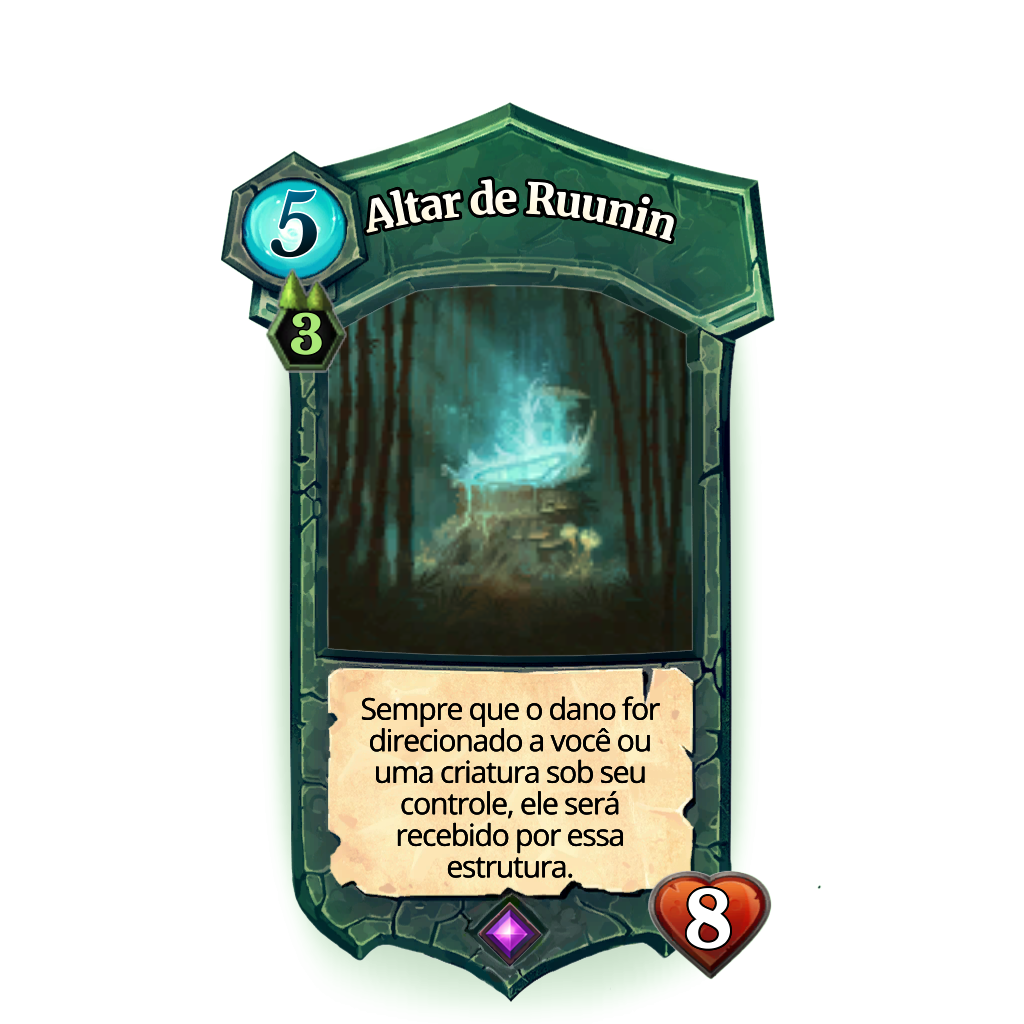 5
Altar de Ruunin
3
Sempre que o dano for
direcionado a você ou
uma criatura sob seu
controle, ele será
recebido por essa
estrutura.
8